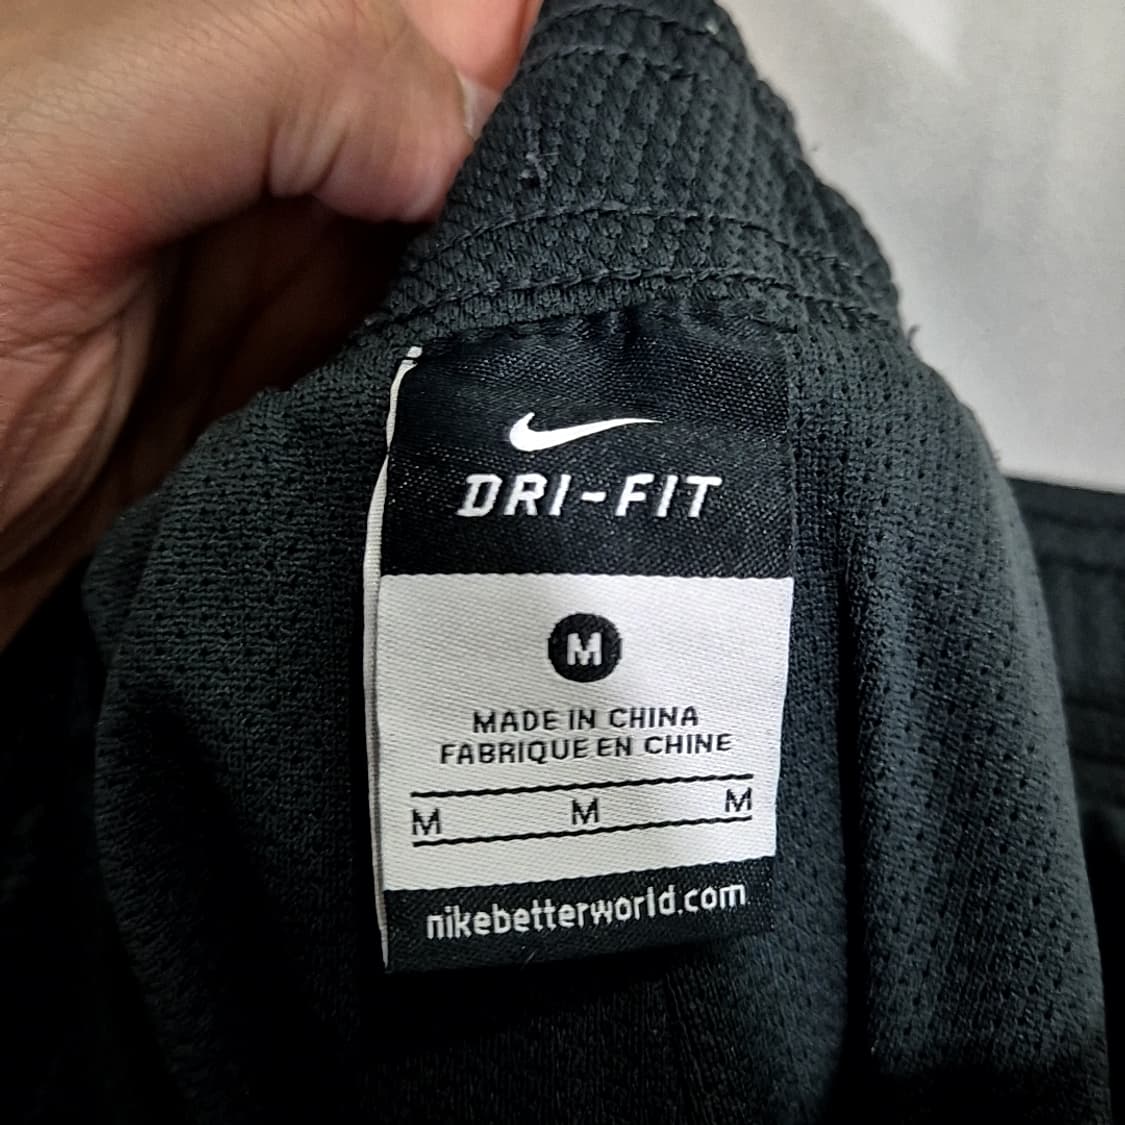 DRI-FIT
M
MADE IN CHINA
FABRIQUE EN CHINE
M M M
nikebetterworld.com